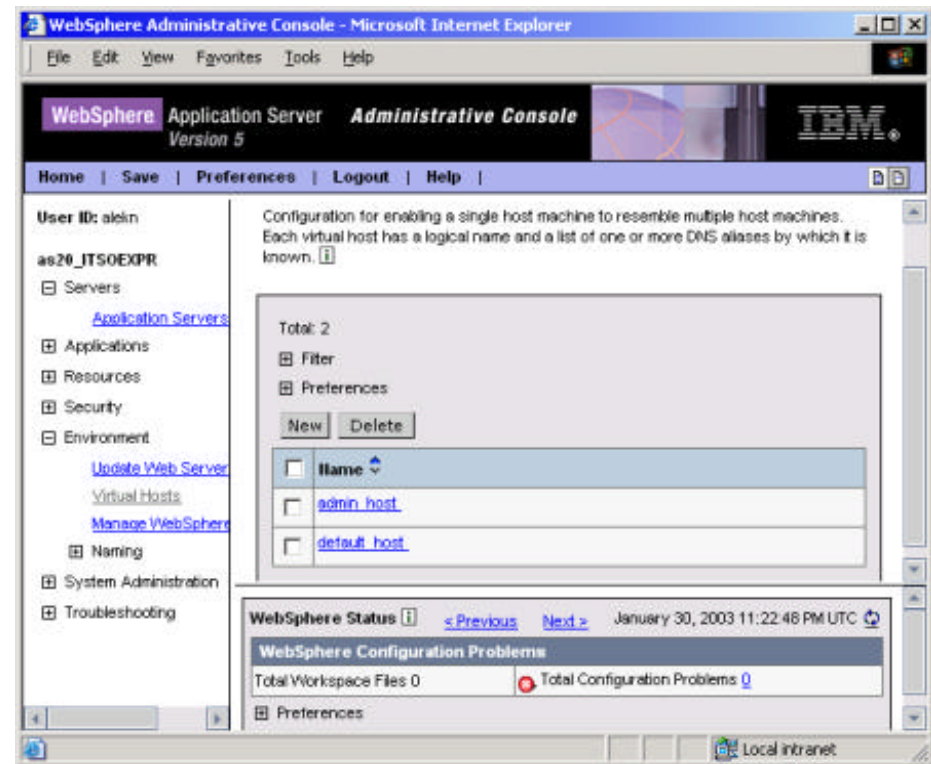 WebSphere Administrative Console - Microsoft Internet Explorer
File Edit View Favorites Tools Help
WebSphere Application Server Administrative Console
Version 5
IBM
Home | Save | Preferences | Logout | Help |
User ID: alekn
as20_ITSOEXPR
Servers
Application Servers
Applications
Resources
Security
Environment
Update Web Server
Virtual Hosts
Manage WebSphere
Naming
System Administration
Troubleshooting
Configuration for enabling a single host machine to resemble multiple host machines.
Each virtual host has a logical name and a list of one or more DNS aliases by which it is
known. i
Total: 2
Filter
Preferences
New Delete
Name
admin_host
default_host
WebSphere Status i < Previous Next > January 30, 2003 11:22:48 PM UTC
WebSphere Configuration Problems
Total Workspace Files 0 Total Configuration Problems 0
Preferences
Local intranet